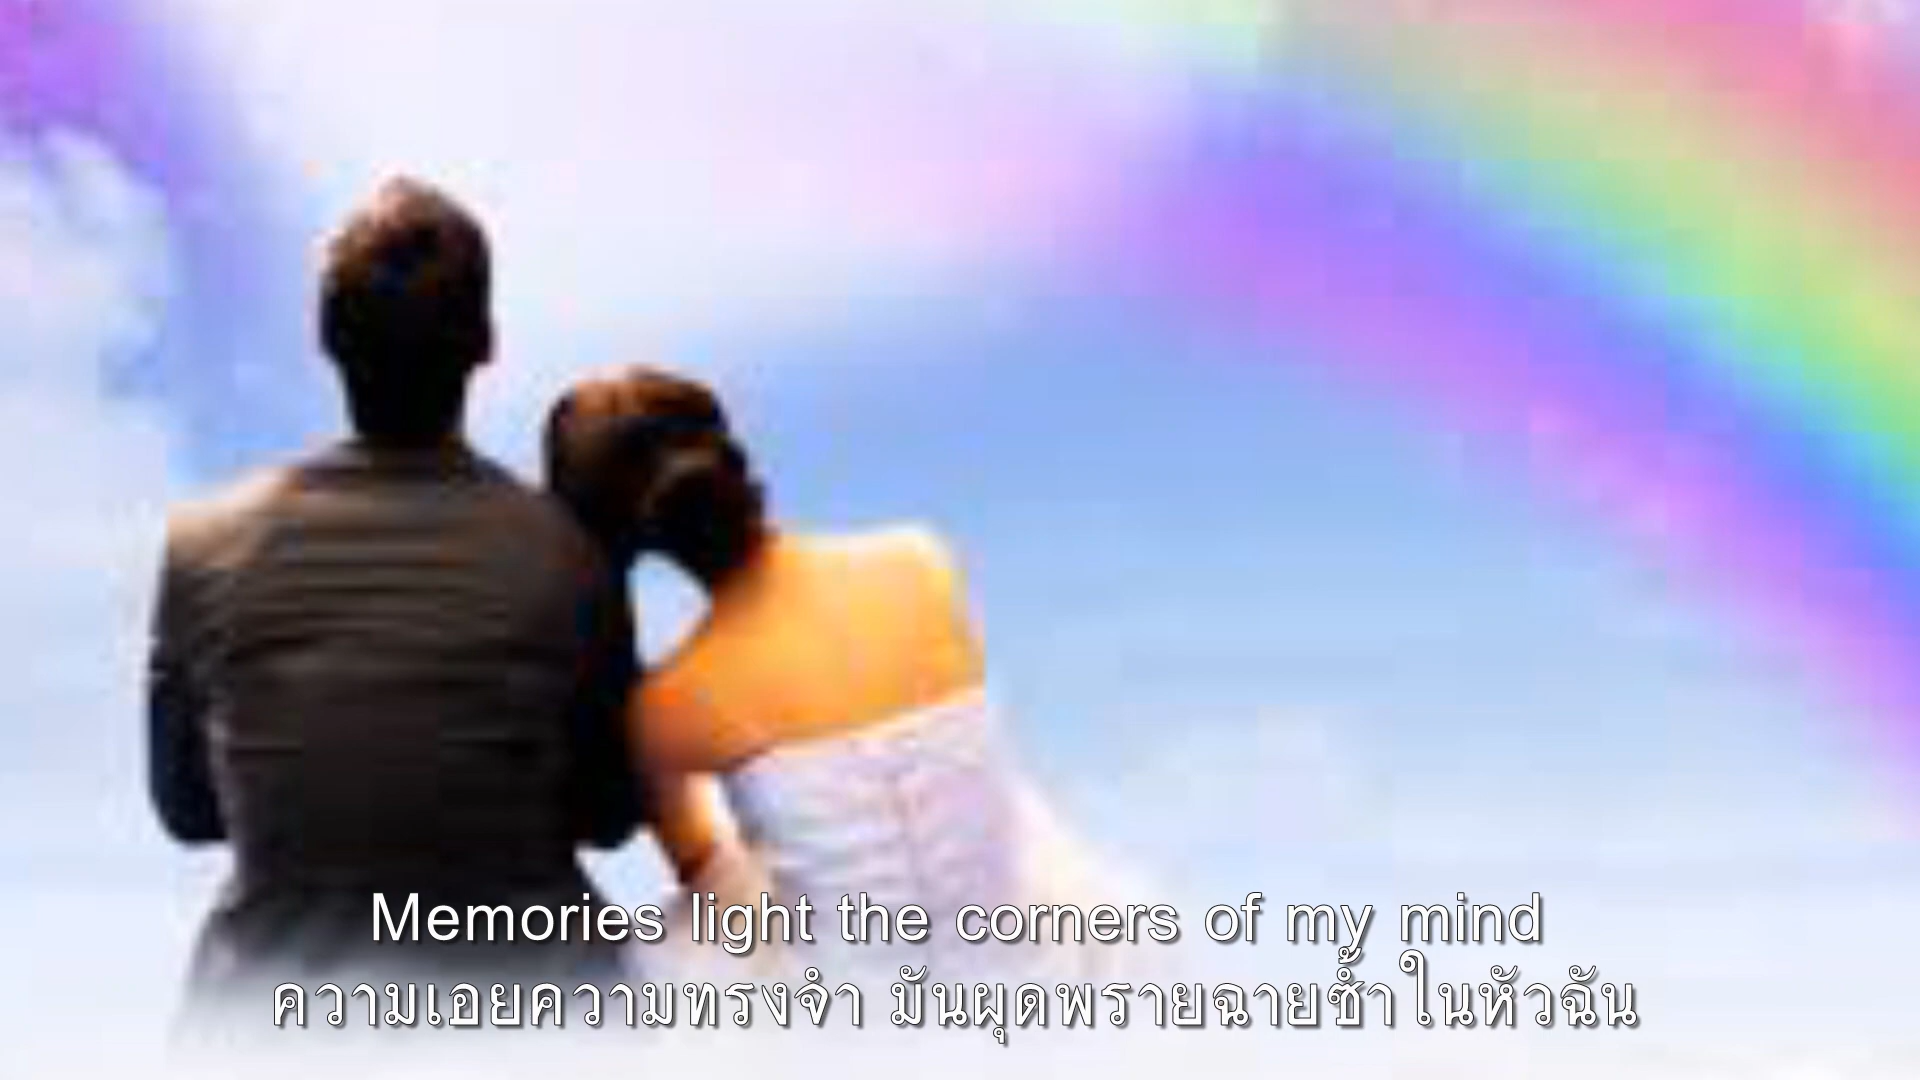 Memories light the corners of my mind
ความเอยความทรงจำ มันผุดพรายฉายซ้ำในหัวฉัน